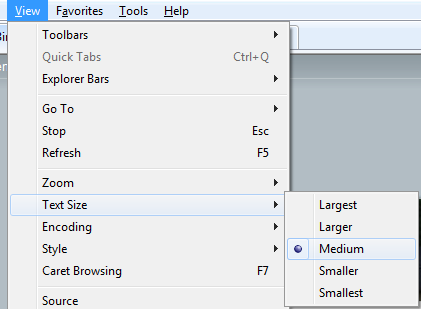 View Favorites Tools Help
Toolbars
Quick Tabs Ctrl+Q
Explorer Bars
Go To
Stop Esc
Refresh F5
Zoom
Text Size
Largest
Encoding
Larger
Style
Medium
Caret Browsing F7
Smaller
Source
Smallest